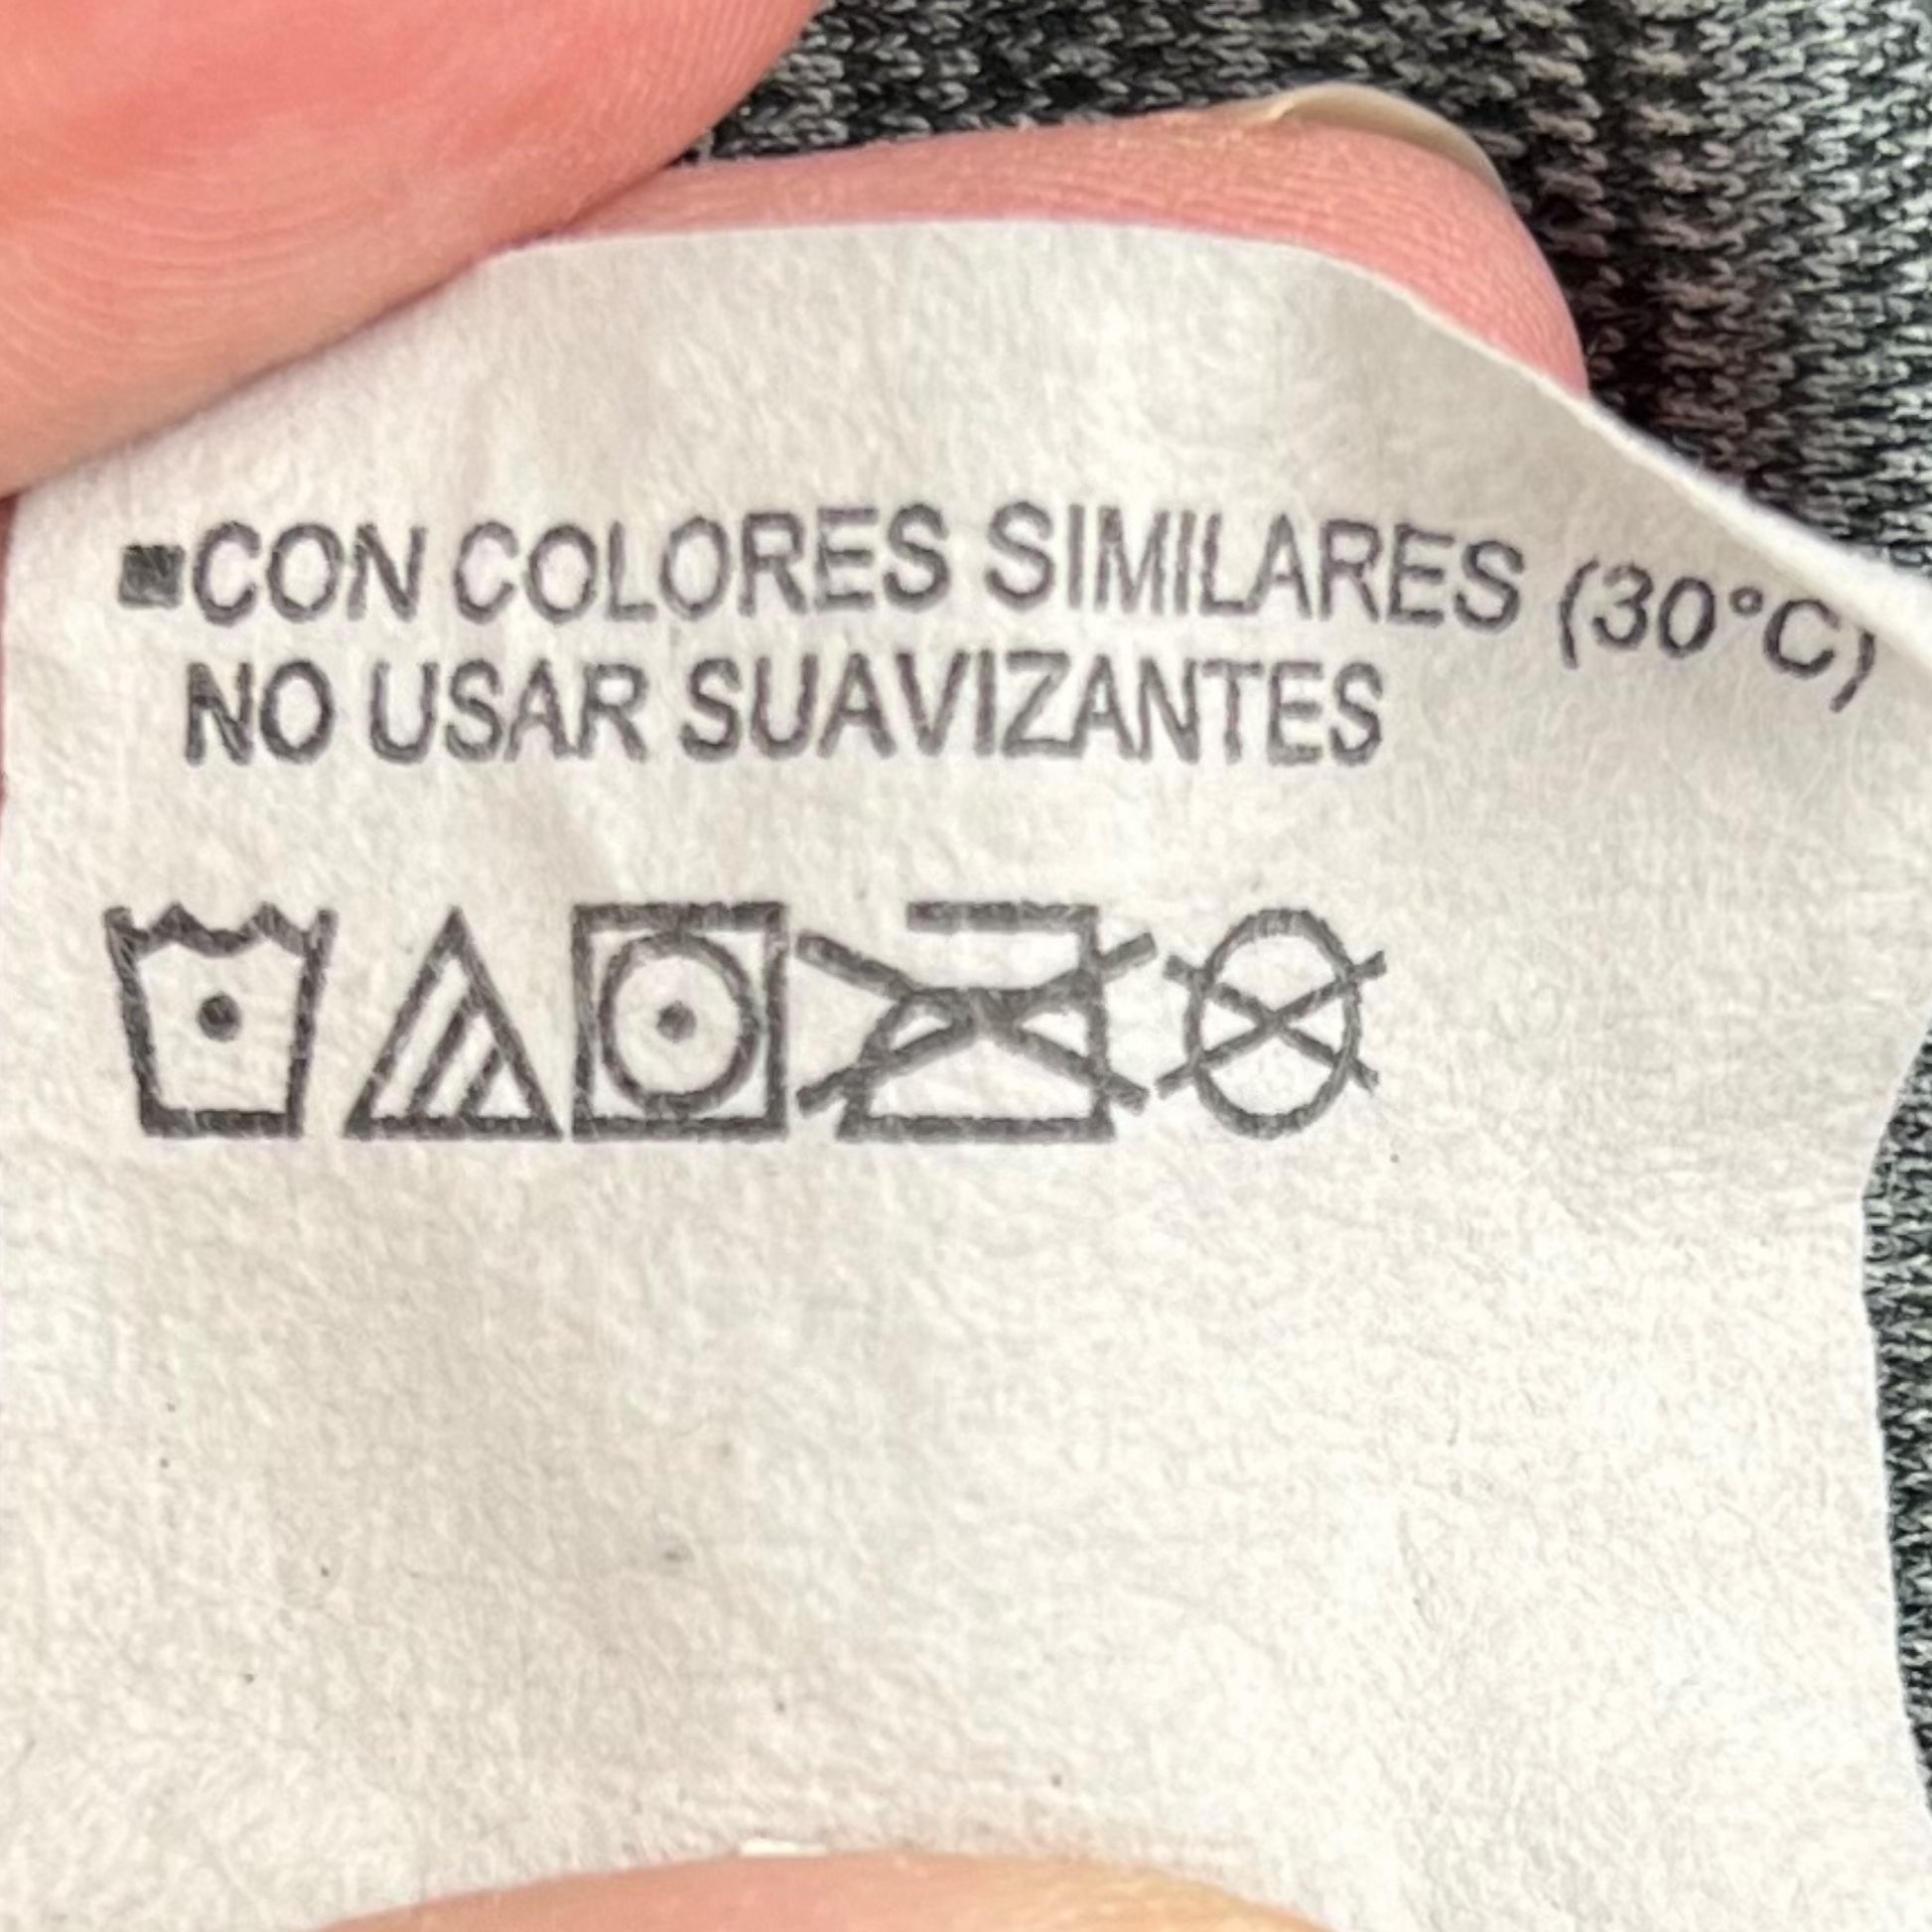 ▪CON COLORES SIMILARES (30°C)
NO USAR SUAVIZANTES